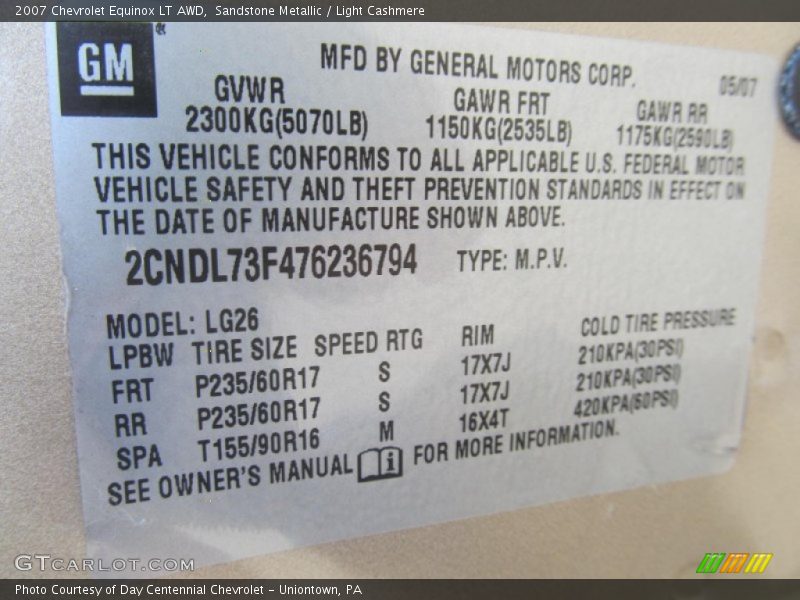 2007 Chevrolet Equinox LT AWD, Sandstone Metallic / Light Cashmere
GM
MFD BY GENERAL MOTORS CORP. 05/07
GVWR GAWR FRT GAWR RR
2300KG(5070LB) 1150KG(2535LB) 1175KG(2590LB)
THIS VEHICLE CONFORMS TO ALL APPLICABLE U.S. FEDERAL MOTOR
VEHICLE SAFETY AND THEFT PREVENTION STANDARDS IN EFFECT ON
THE DATE OF MANUFACTURE SHOWN ABOVE.
2CNDL73F476236794 TYPE: M.P.V.
MODEL: LG26
LPBW TIRE SIZE SPEED RTG RIM COLD TIRE PRESSURE
FRT P235/60R17 S 17X7J 210KPA(30PSI)
RR P235/60R17 S 17X7J 210KPA(30PSI)
SPA T155/90R16 M 16X4T 420KPA(60PSI)
SEE OWNER'S MANUAL i FOR MORE INFORMATION.
GTCARLOT.COM
Photo Courtesy of Day Centennial Chevrolet - Uniontown, PA